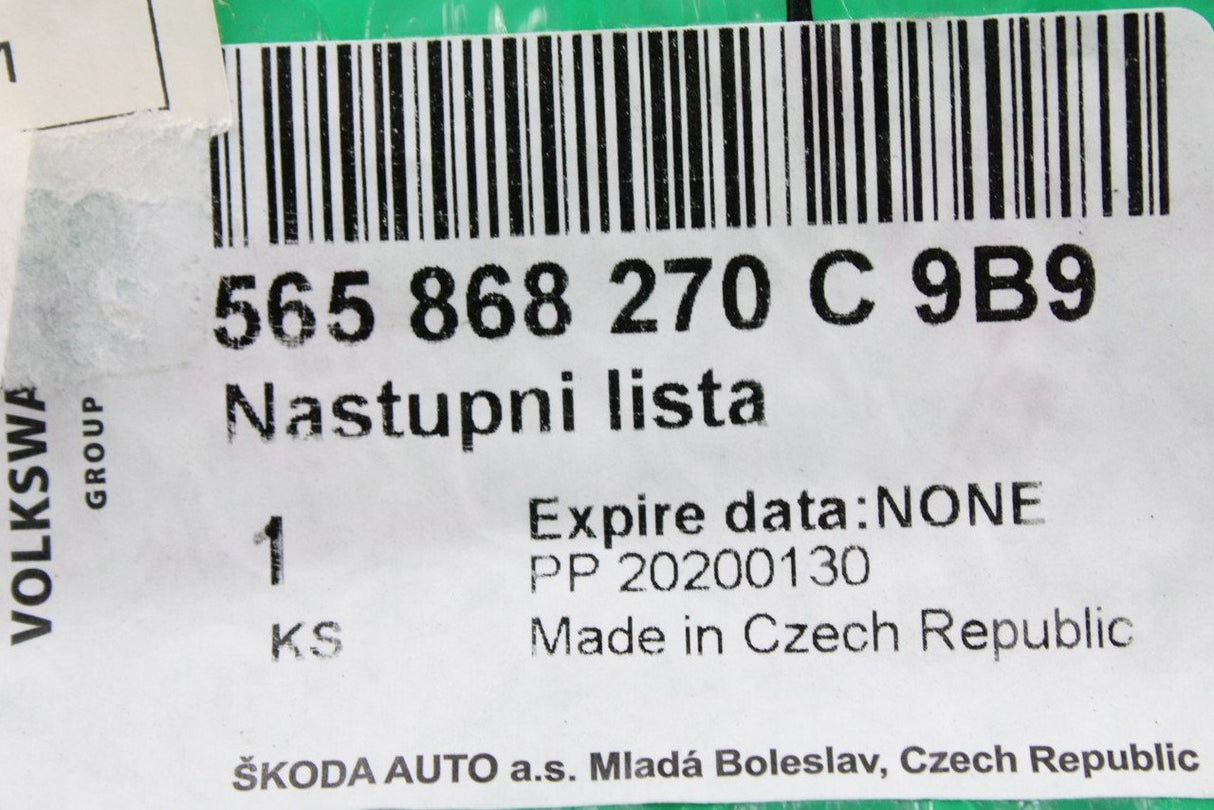 565 868 270 C 9B9
Nastupni lista
1
KS
Expire data:NONE
PP 20200130
Made in Czech Republic
ŠKODA AUTO a.s. Mladá Boleslav, Czech Republic
VOLKSWA
GROUP